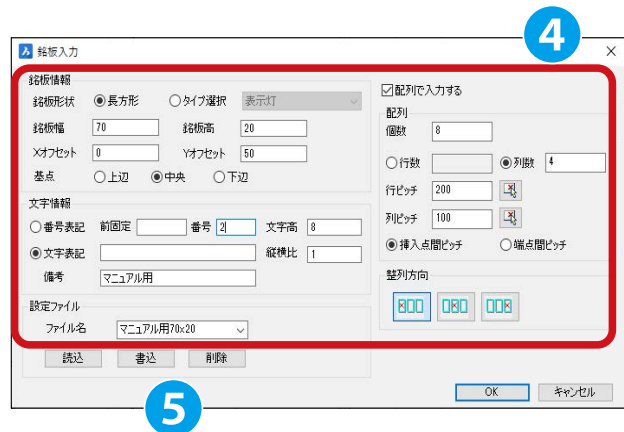 4
銘板入力
銘板情報
銘板形状 長方形 タイプ選択 表示灯
銘板幅 70 銘板高 20
Xオフセット 0 Yオフセット 50
基点 上辺 中央 下辺
文字情報
番号表記 前固定 番号 2 文字高 8
文字表記 縦横比 1
備考 マニュアル用
設定ファイル
ファイル名 マニュアル用70x20
読込 書込 削除
配列で入力する
配列
個数 8
行数 列数 4
行ピッチ 200
列ピッチ 100
挿入点間ピッチ 端点間ピッチ
整列方向
OK キャンセル
5